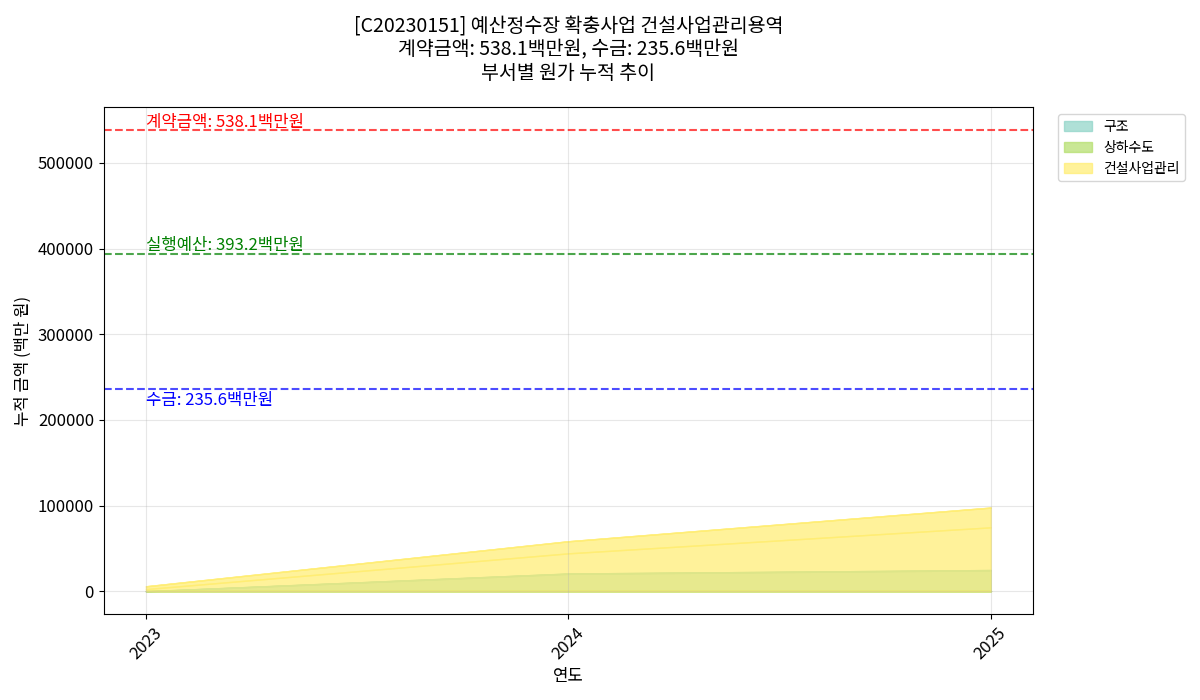 [C20230151] 예산정수장 확충사업 건설사업관리용역
계약금액: 538.1백만원, 수금: 235.6백만원
부서별 원가 누적 추이
계약금액: 538.1백만원
실행예산: 393.2백만원
수금: 235.6백만원
구조
상하수도
건설사업관리
누적 금액 (백만 원)
500000
400000
300000
200000
100000
0
2023
2024
2025
연도